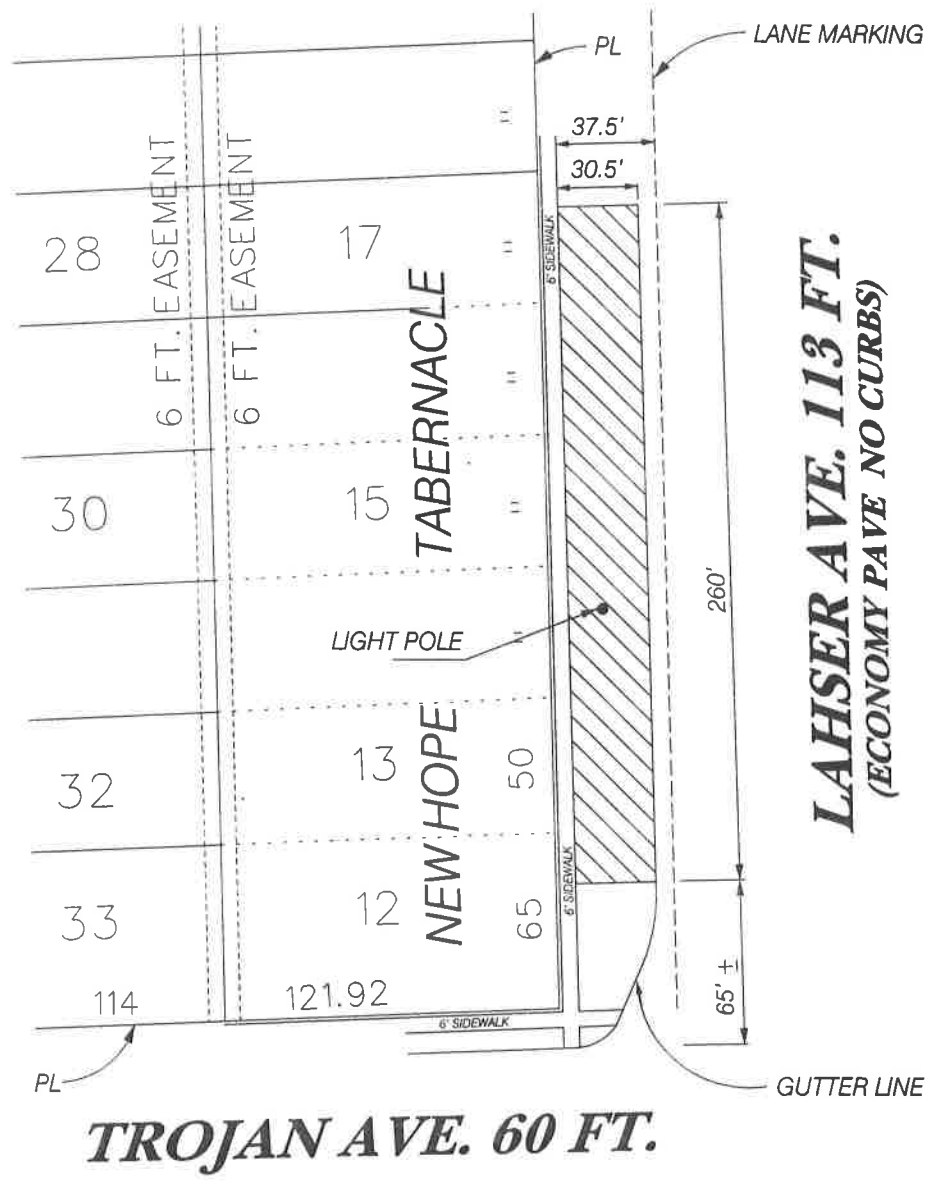 LANE MARKING
PL
37.5'
30.5'
28
6 FT. EASEMENT
6 FT. EASEMENT
17
6' SIDEWALK
LAHSER AVE. 113 FT.
(ECONOMY PAVE NO CURBS)
NEW HOPE TABERNACLE
30
15
260'
LIGHT POLE
32
13
50
33
12
65
6' SIDEWALK
65' ±
114
121.92
6' SIDEWALK
PL
GUTTER LINE
TROJAN AVE. 60 FT.